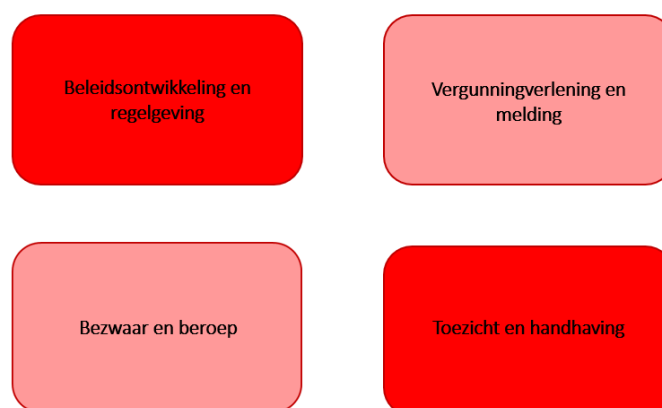 Beleidsontwikkeling en
regelgeving
Vergunningverlening en
melding
Bezwaar en beroep
Toezicht en handhaving